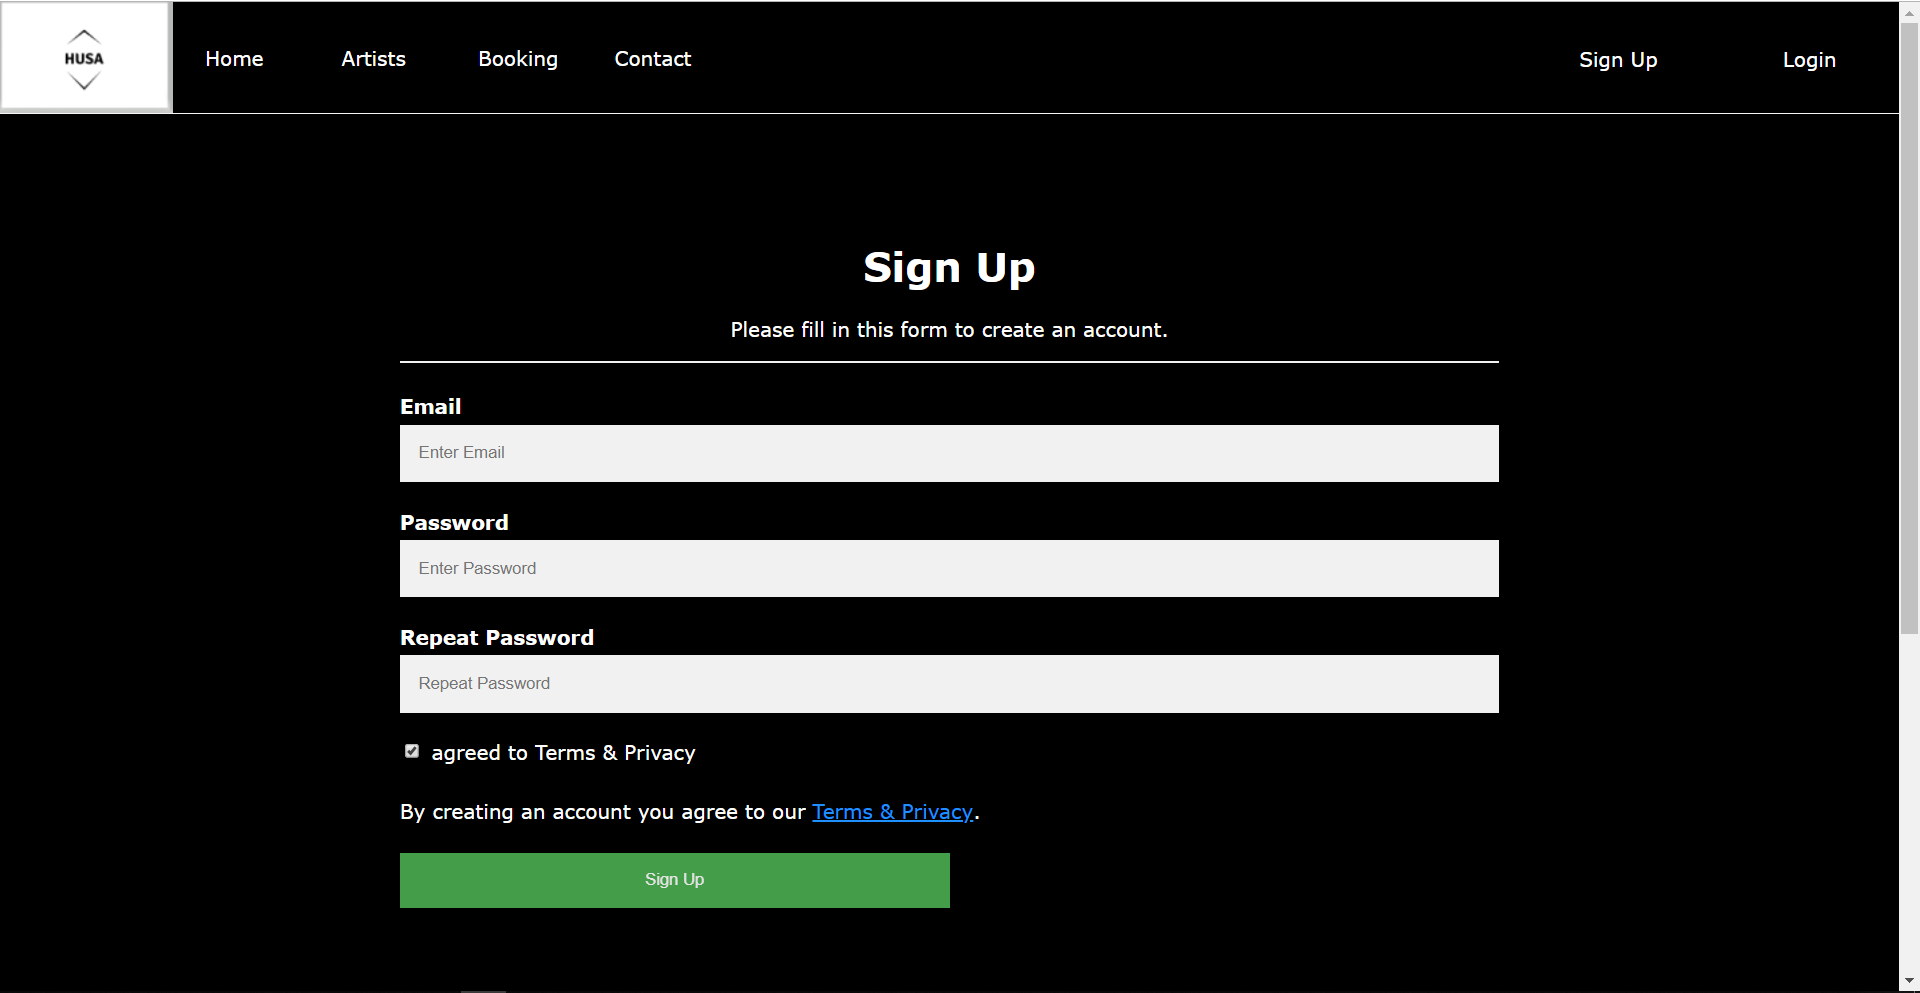 HUSA
Home Artists Booking Contact Sign Up Login
Sign Up
Please fill in this form to create an account.
Email
Enter Email
Password
Enter Password
Repeat Password
Repeat Password
agreed to Terms & Privacy
By creating an account you agree to our Terms & Privacy.
Sign Up